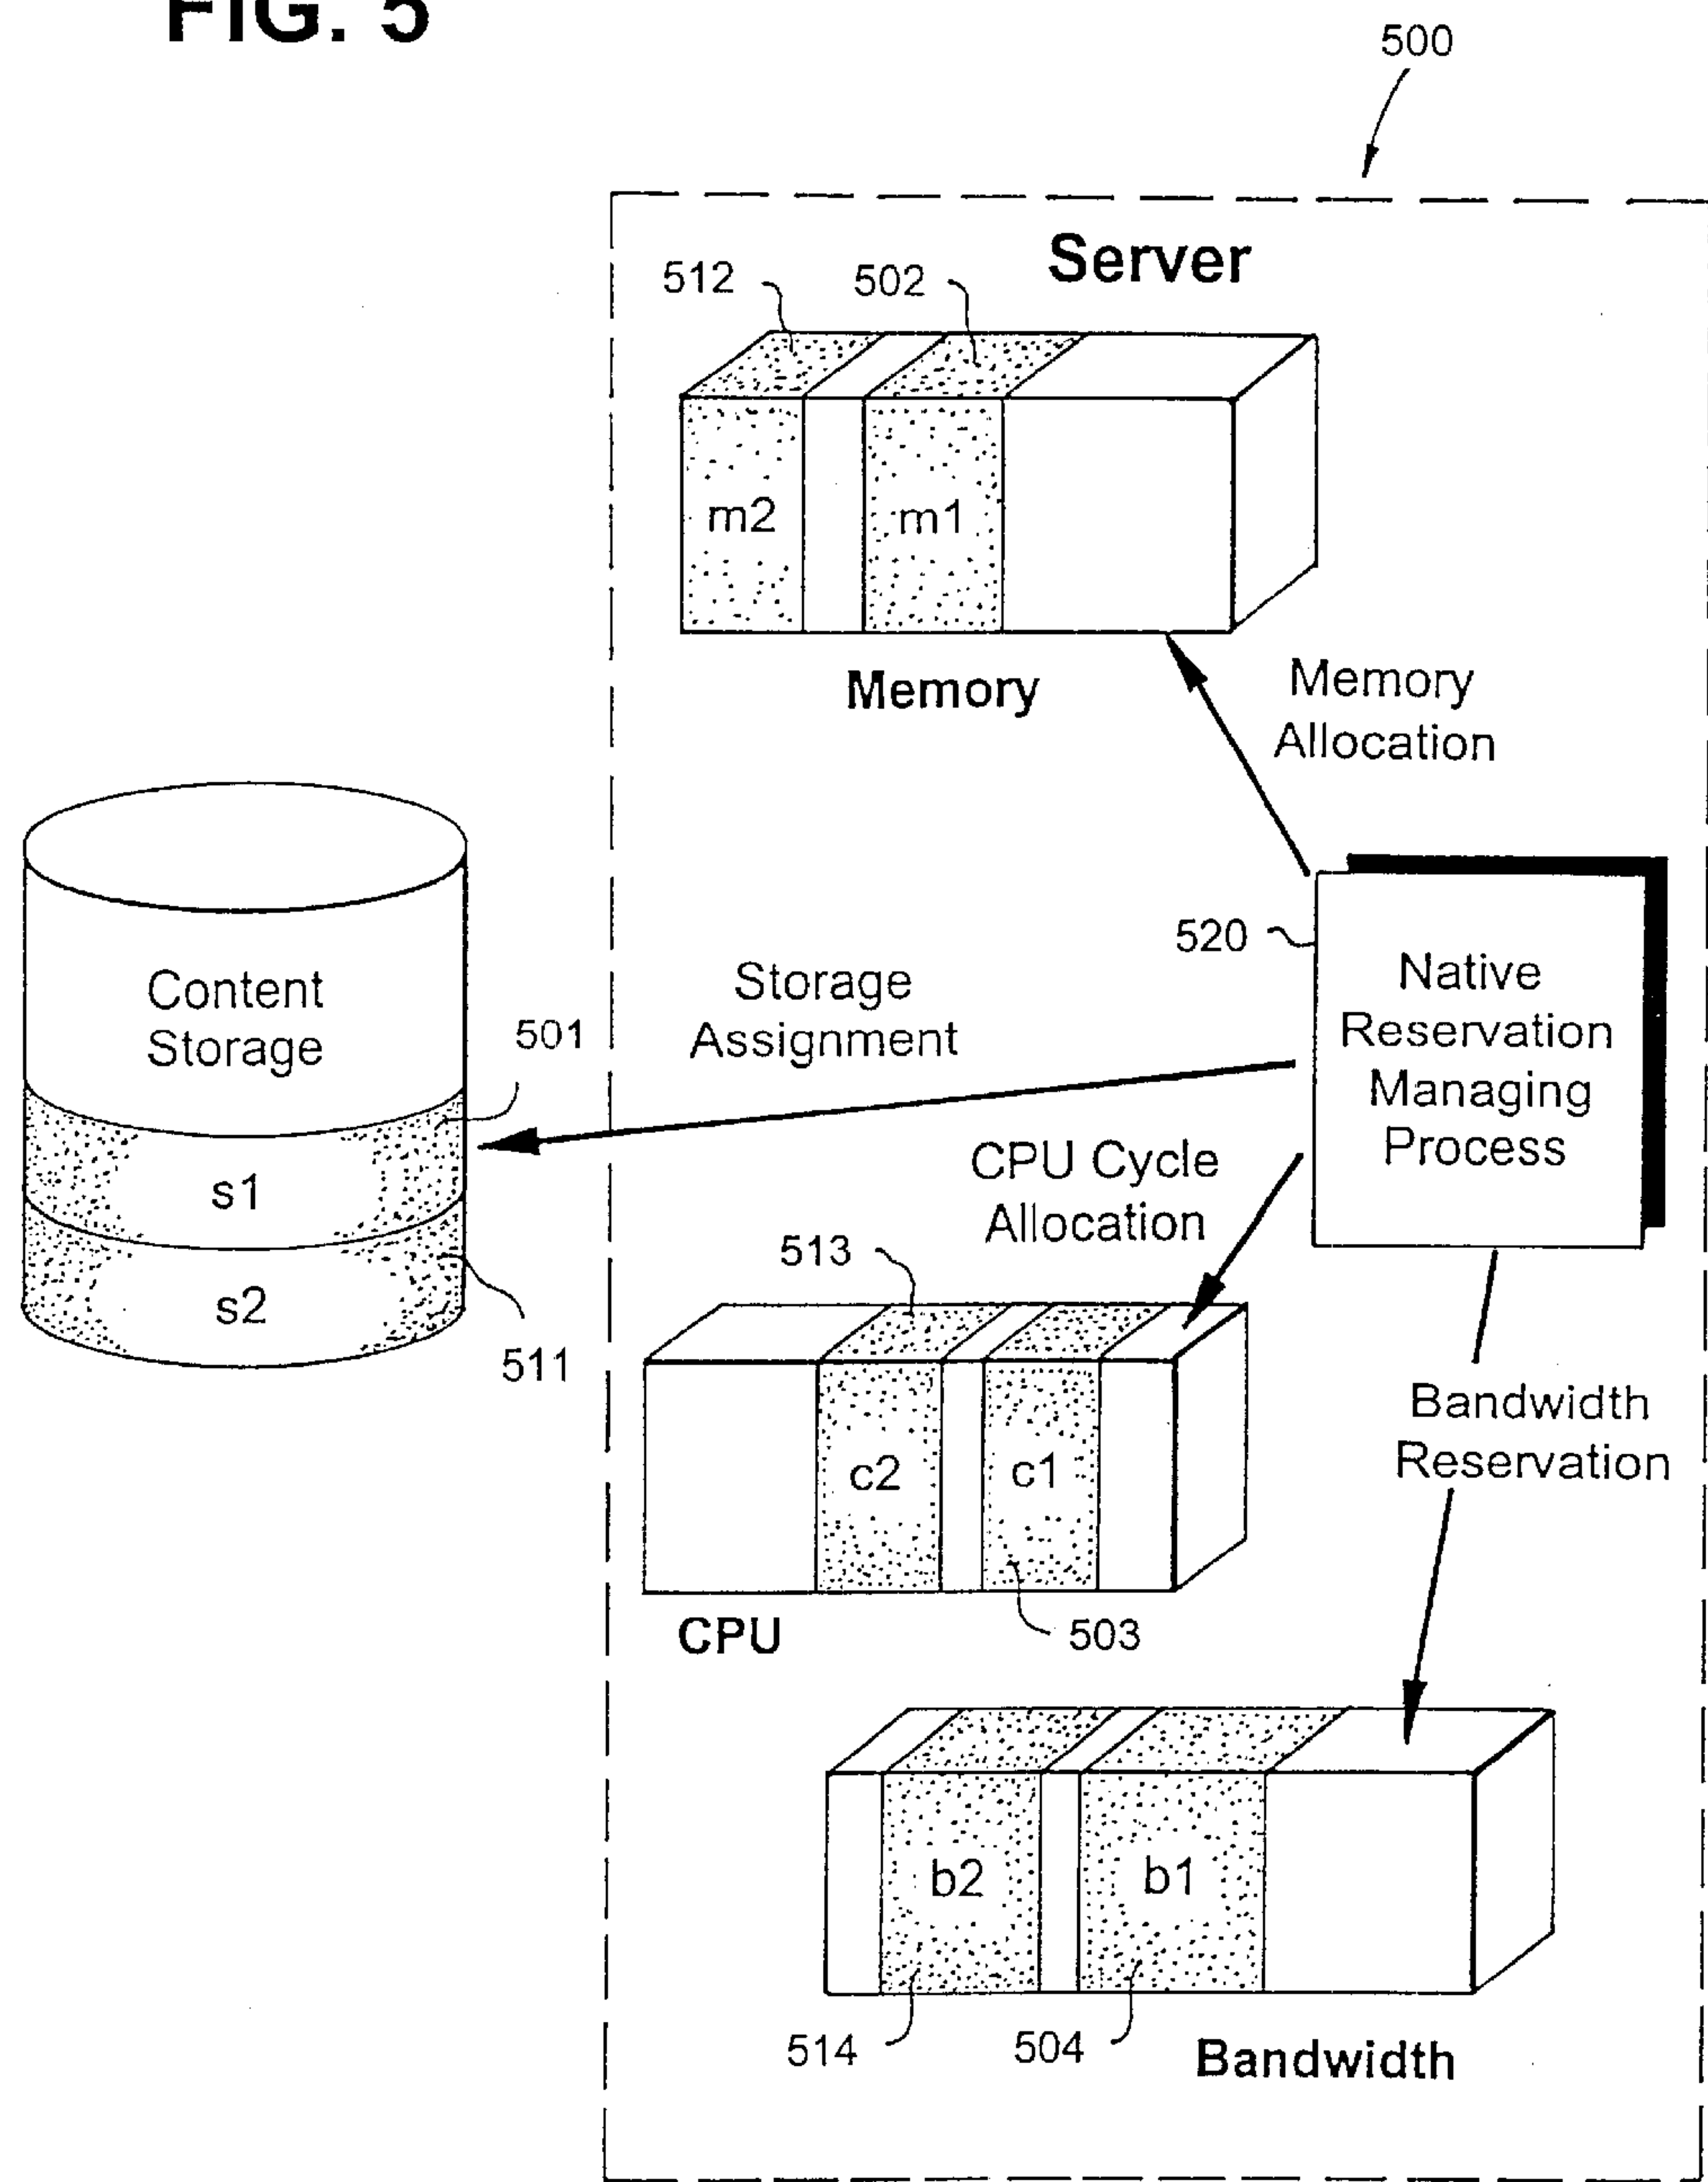 FIG. 5
500
Server
512
502
m2
m1
Memory
Memory
Allocation
520
Native
Reservation
Managing
Process
Content
Storage
Storage
Assignment
501
s1
s2
511
CPU Cycle
Allocation
513
c2
c1
CPU
503
Bandwidth
Reservation
b2
b1
514
504
Bandwidth